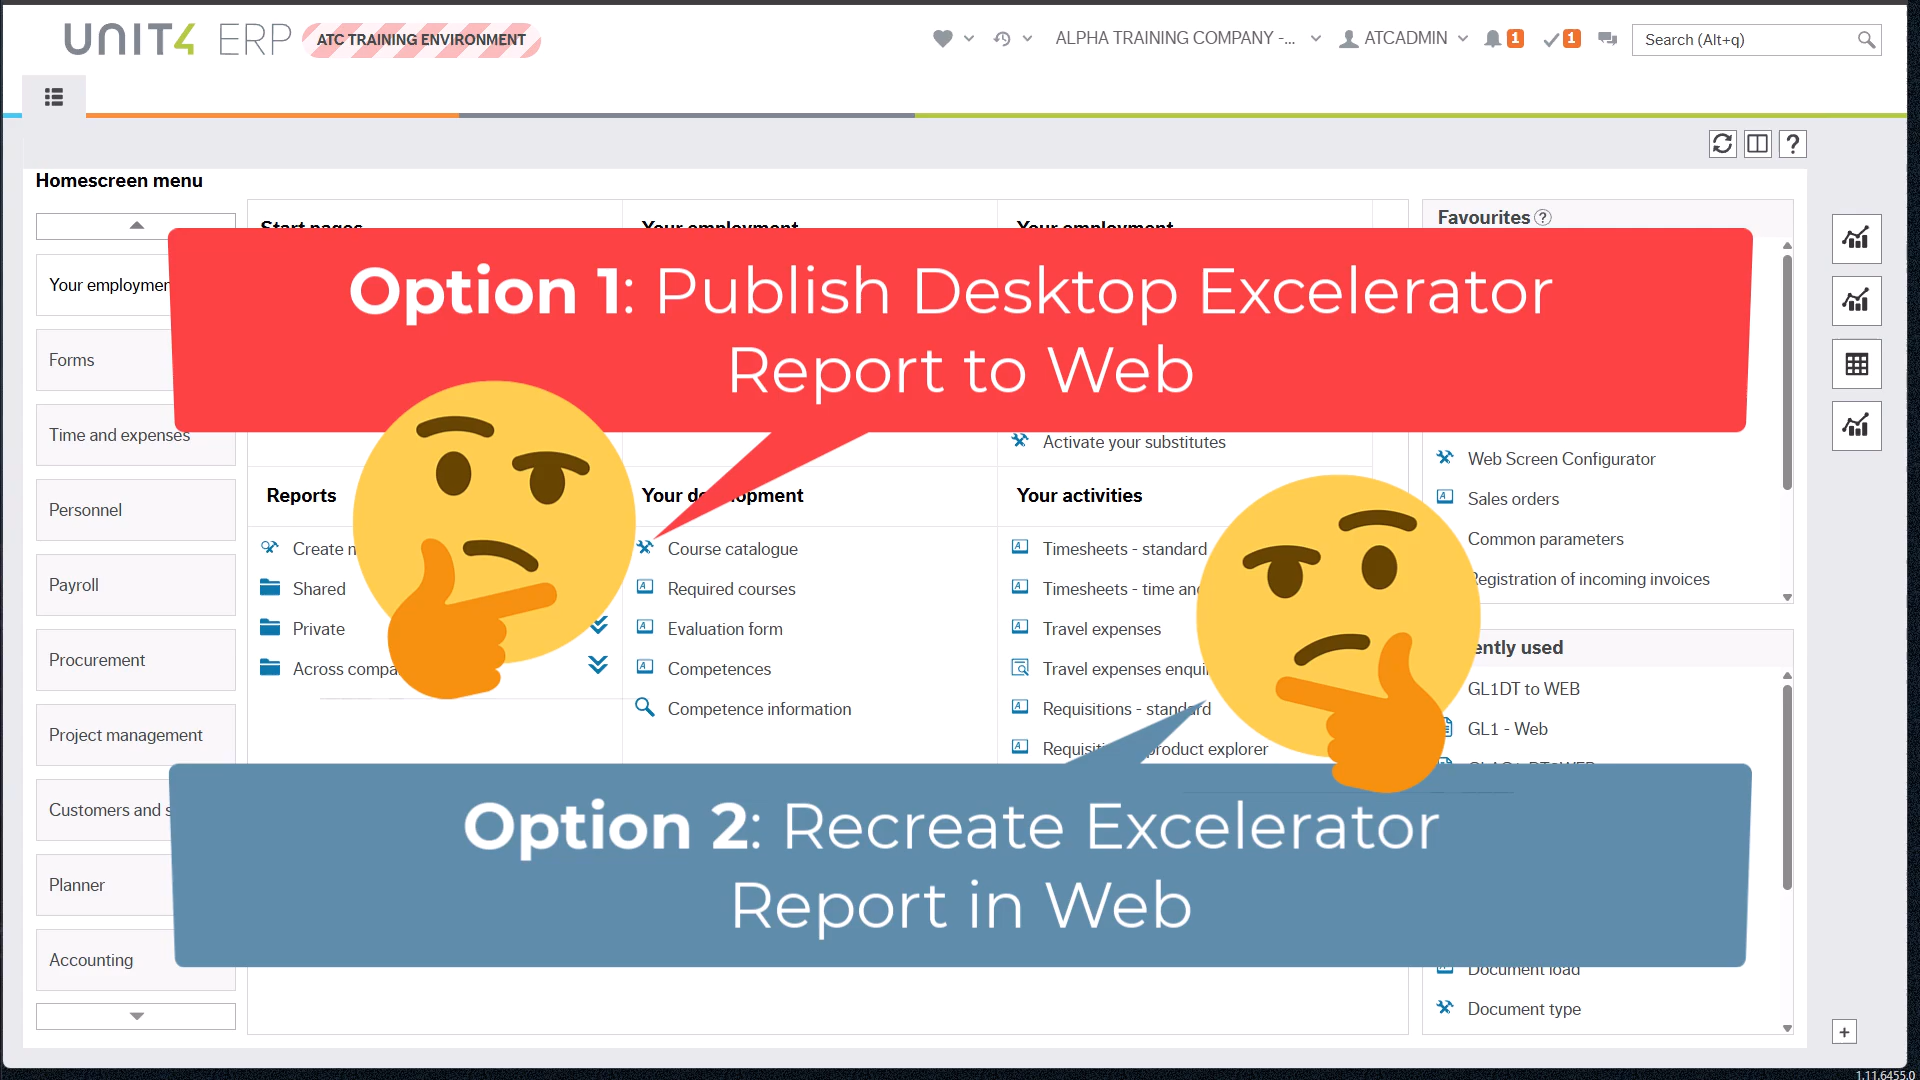 UNIT4 ERP ATC TRAINING ENVIRONMENT
ALPHA TRAINING COMPANY -... ATCADMIN 1 1 Search (Alt+q)
Homescreen menu
Start pages Your employment Your employment Favourites
Option 1: Publish Desktop Excelerator
Report to Web
Your employmen
Forms
Time and expenses
Personnel
Payroll
Procurement
Project management
Customers and s
Planner
Accounting
Reports
Create
Shared
Private
Across compa
Your development
Course catalogue
Required courses
Evaluation form
Competences
Competence information
Activate your substitutes
Your activities
Timesheets - standard
Timesheets - time an
Travel expenses
Travel expenses enqui
Requisitions - standard
Requisitions product explorer
Web Screen Configurator
Sales orders
Common parameters
Registration of incoming invoices
ently used
GL1DT to WEB
GL1 - Web
Option 2: Recreate Excelerator
Report in Web
Document load
Document type
1.11.6455.0